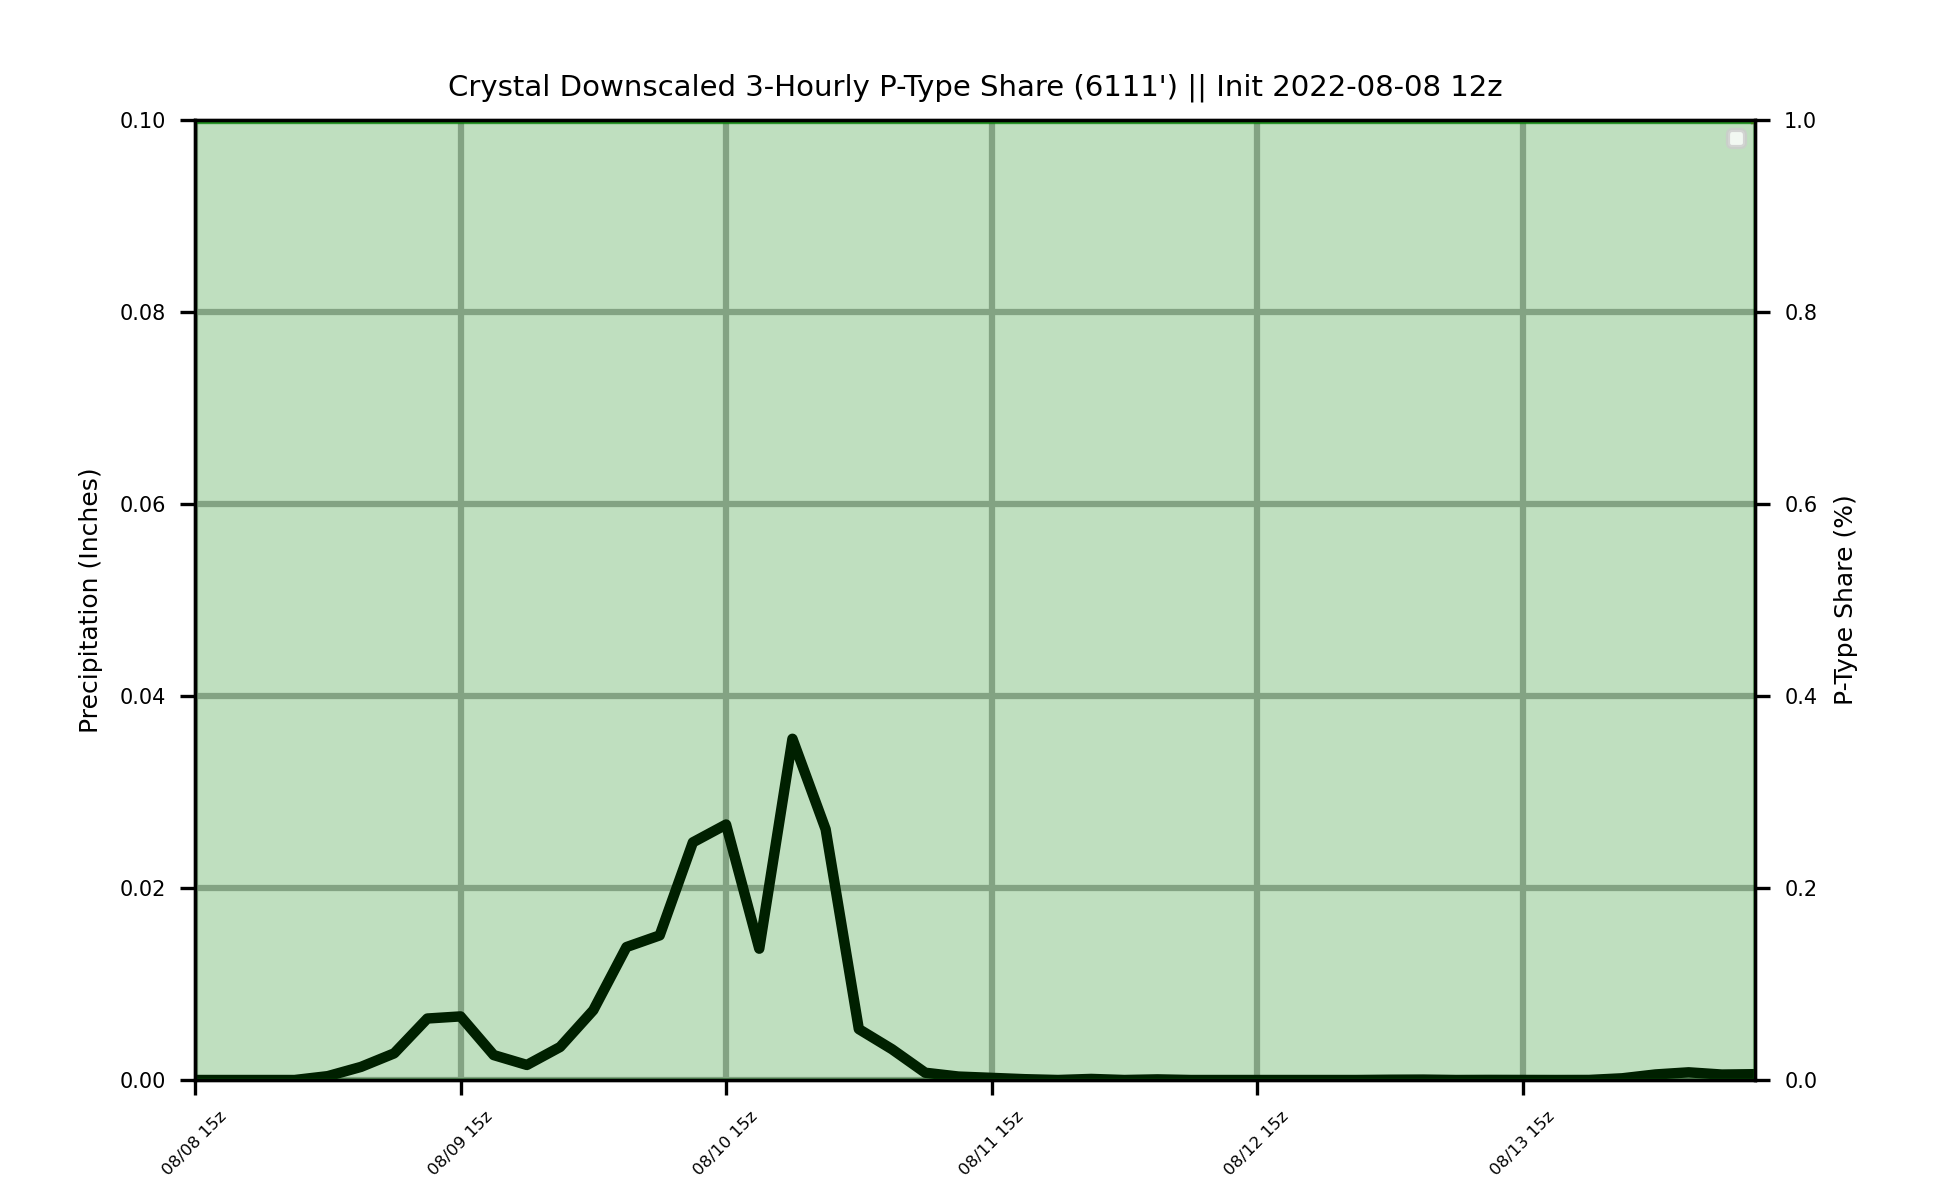 Crystal Downscaled 3-Hourly P-Type Share (6111') || Init 2022-08-08 12z
0.10
0.08
0.06
0.04
0.02
0.00
Precipitation (Inches)
1.0
0.8
0.6
0.4
0.2
0.0
P-Type Share (%)
08/08 15z
08/09 15z
08/10 15z
08/11 15z
08/12 15z
08/13 15z